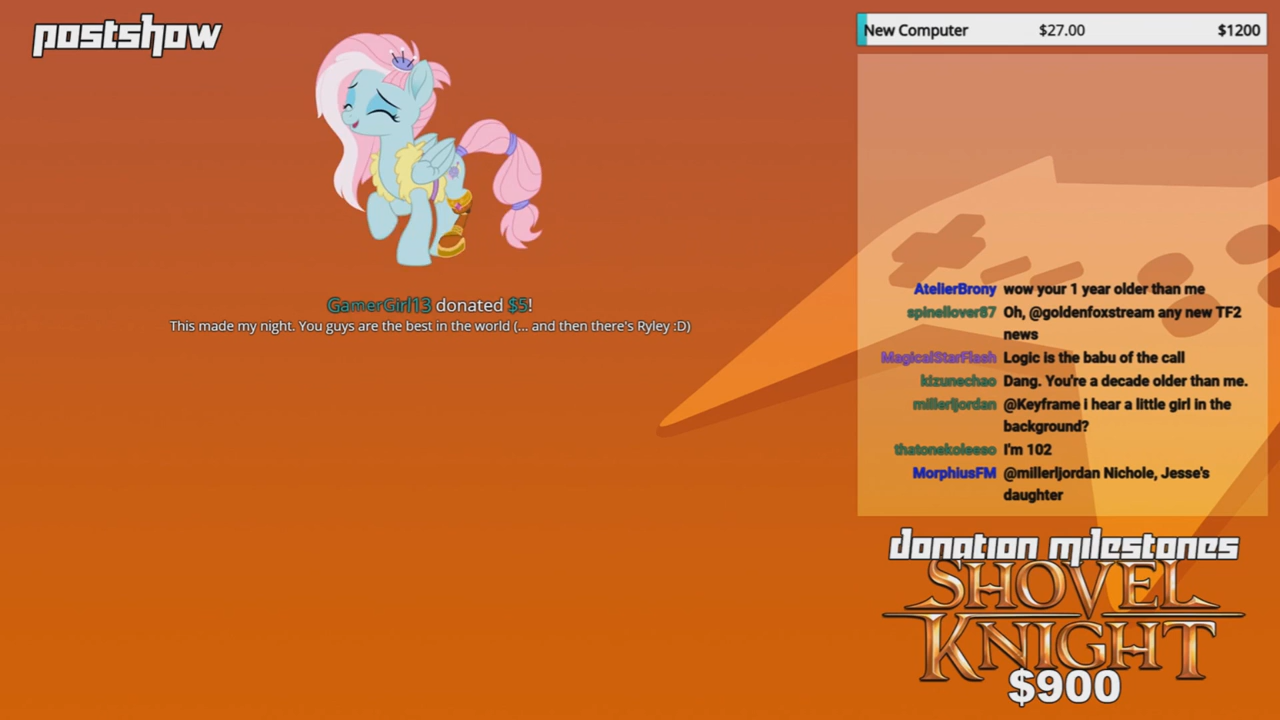 postshow
New Computer $27.00 $1200
GamerGirl13 donated $5!
This made my night. You guys are the best in the world (... and then there's Ryley :D)
AtelierBrony wow your 1 year older than me
spinellover87 Oh, @goldenfoxstream any new TF2
news
MagicalStarFlash Logic is the babu of the call
kizunechao Dang. You're a decade older than me.
millerljordan @Keyframe i hear a little girl in the
background?
thatonekoleeeo I'm 102
MorphiusFM @millerljordan Nichole, Jesse's
daughter
donation milestones
SHOVEL
KNIGHT
$900